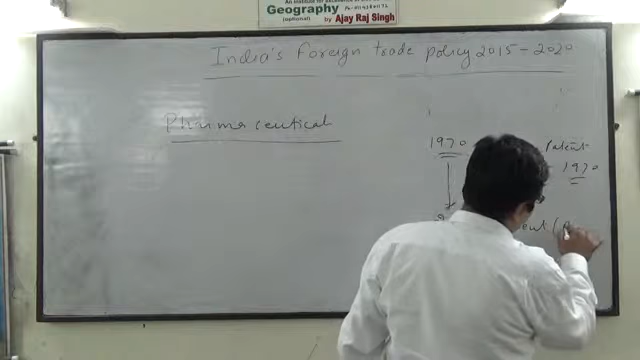 An institute for excellence
Geography
(optional) by Ajay Raj Singh
India's foreign trade policy 2015-2020
Pharmaceutical
1970
Patent
1970